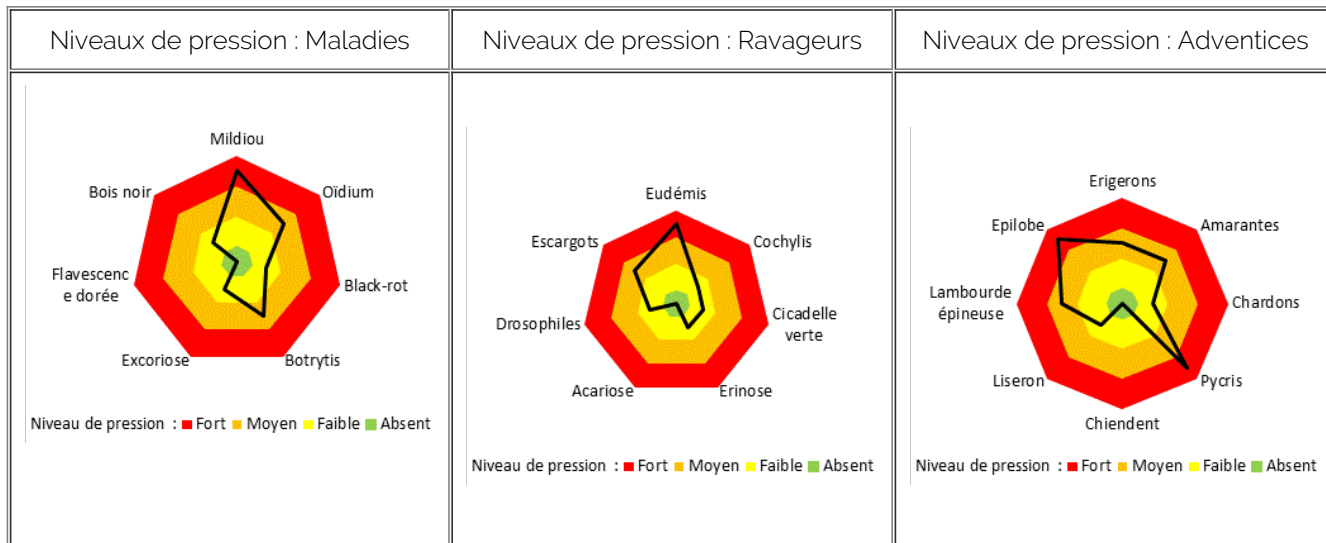 Niveaux de pression : Maladies
Niveaux de pression : Ravageurs
Niveaux de pression : Adventices
Mildiou
Oïdium
Black-rot
Botrytis
Excoriose
Flavescenc
e dorée
Bois noir
Niveau de pression : Fort Moyen Faible Absent
Eudémis
Cochylis
Cicadelle
verte
Erinose
Acariose
Drosophiles
Escargots
Niveau de pression : Fort Moyen Faible Absent
Erigerons
Amarantes
Chardons
Pycris
Chiendent
Liseron
Lambourde
épineuse
Epilobe
Niveau de pression : Fort Moyen Faible Absent